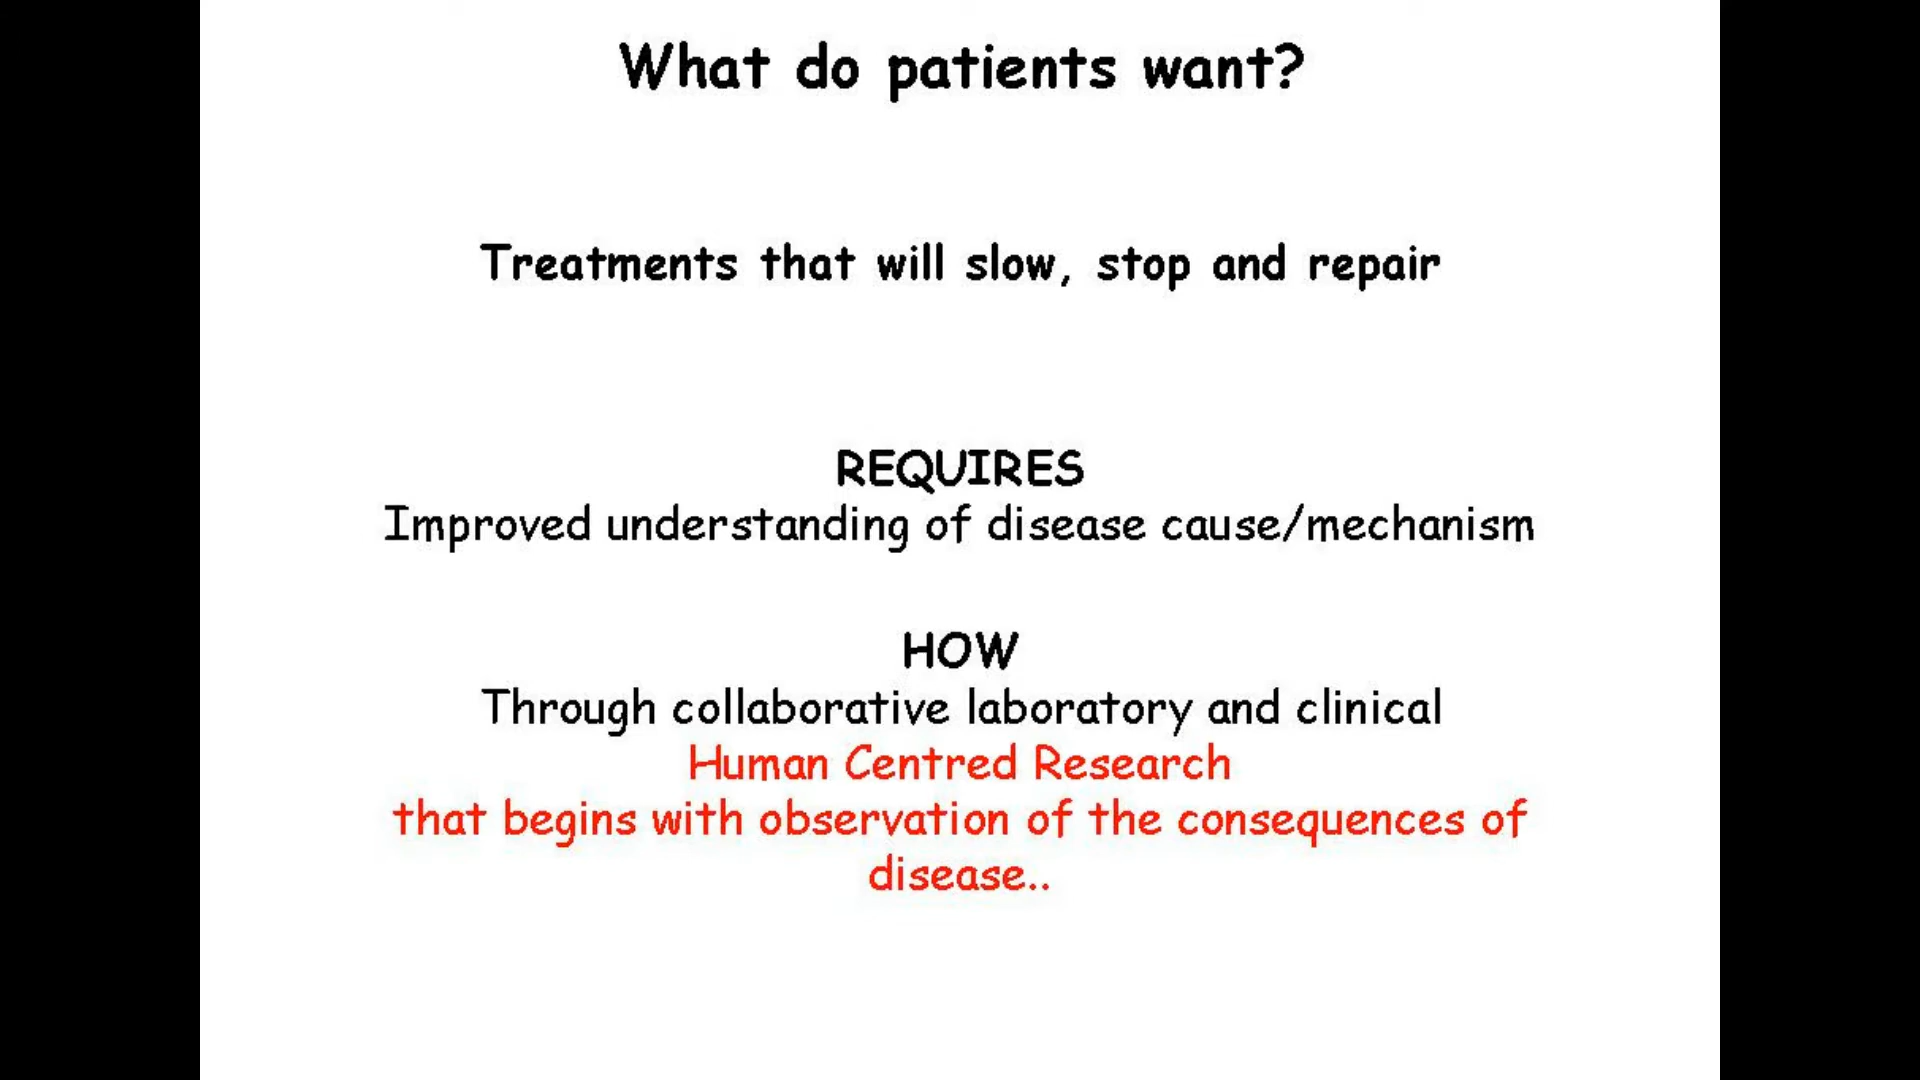 What do patients want?
Treatments that will slow, stop and repair
REQUIRES
Improved understanding of disease cause/mechanism
HOW
Through collaborative laboratory and clinical
Human Centred Research
that begins with observation of the consequences of
disease..